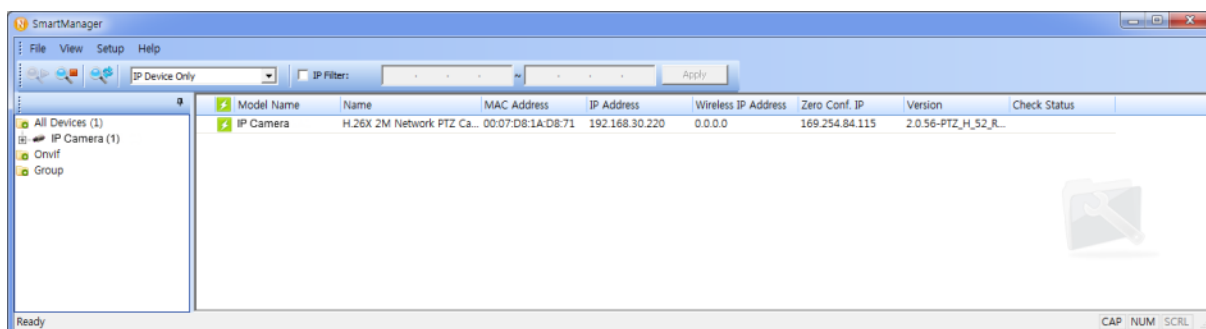 SmartManager
File View Setup Help
IP Device Only IP Filter: . . . ~ . . . Apply
Model Name Name MAC Address IP Address Wireless IP Address Zero Conf. IP Version Check Status
All Devices (1)
IP Camera (1)
Onvif
Group
IP Camera H.26X 2M Network PTZ Ca... 00:07:D8:1A:D8:71 192.168.30.220 0.0.0.0 169.254.84.115 2.0.56-PTZ_H_52_R...
Ready CAP NUM SCRL